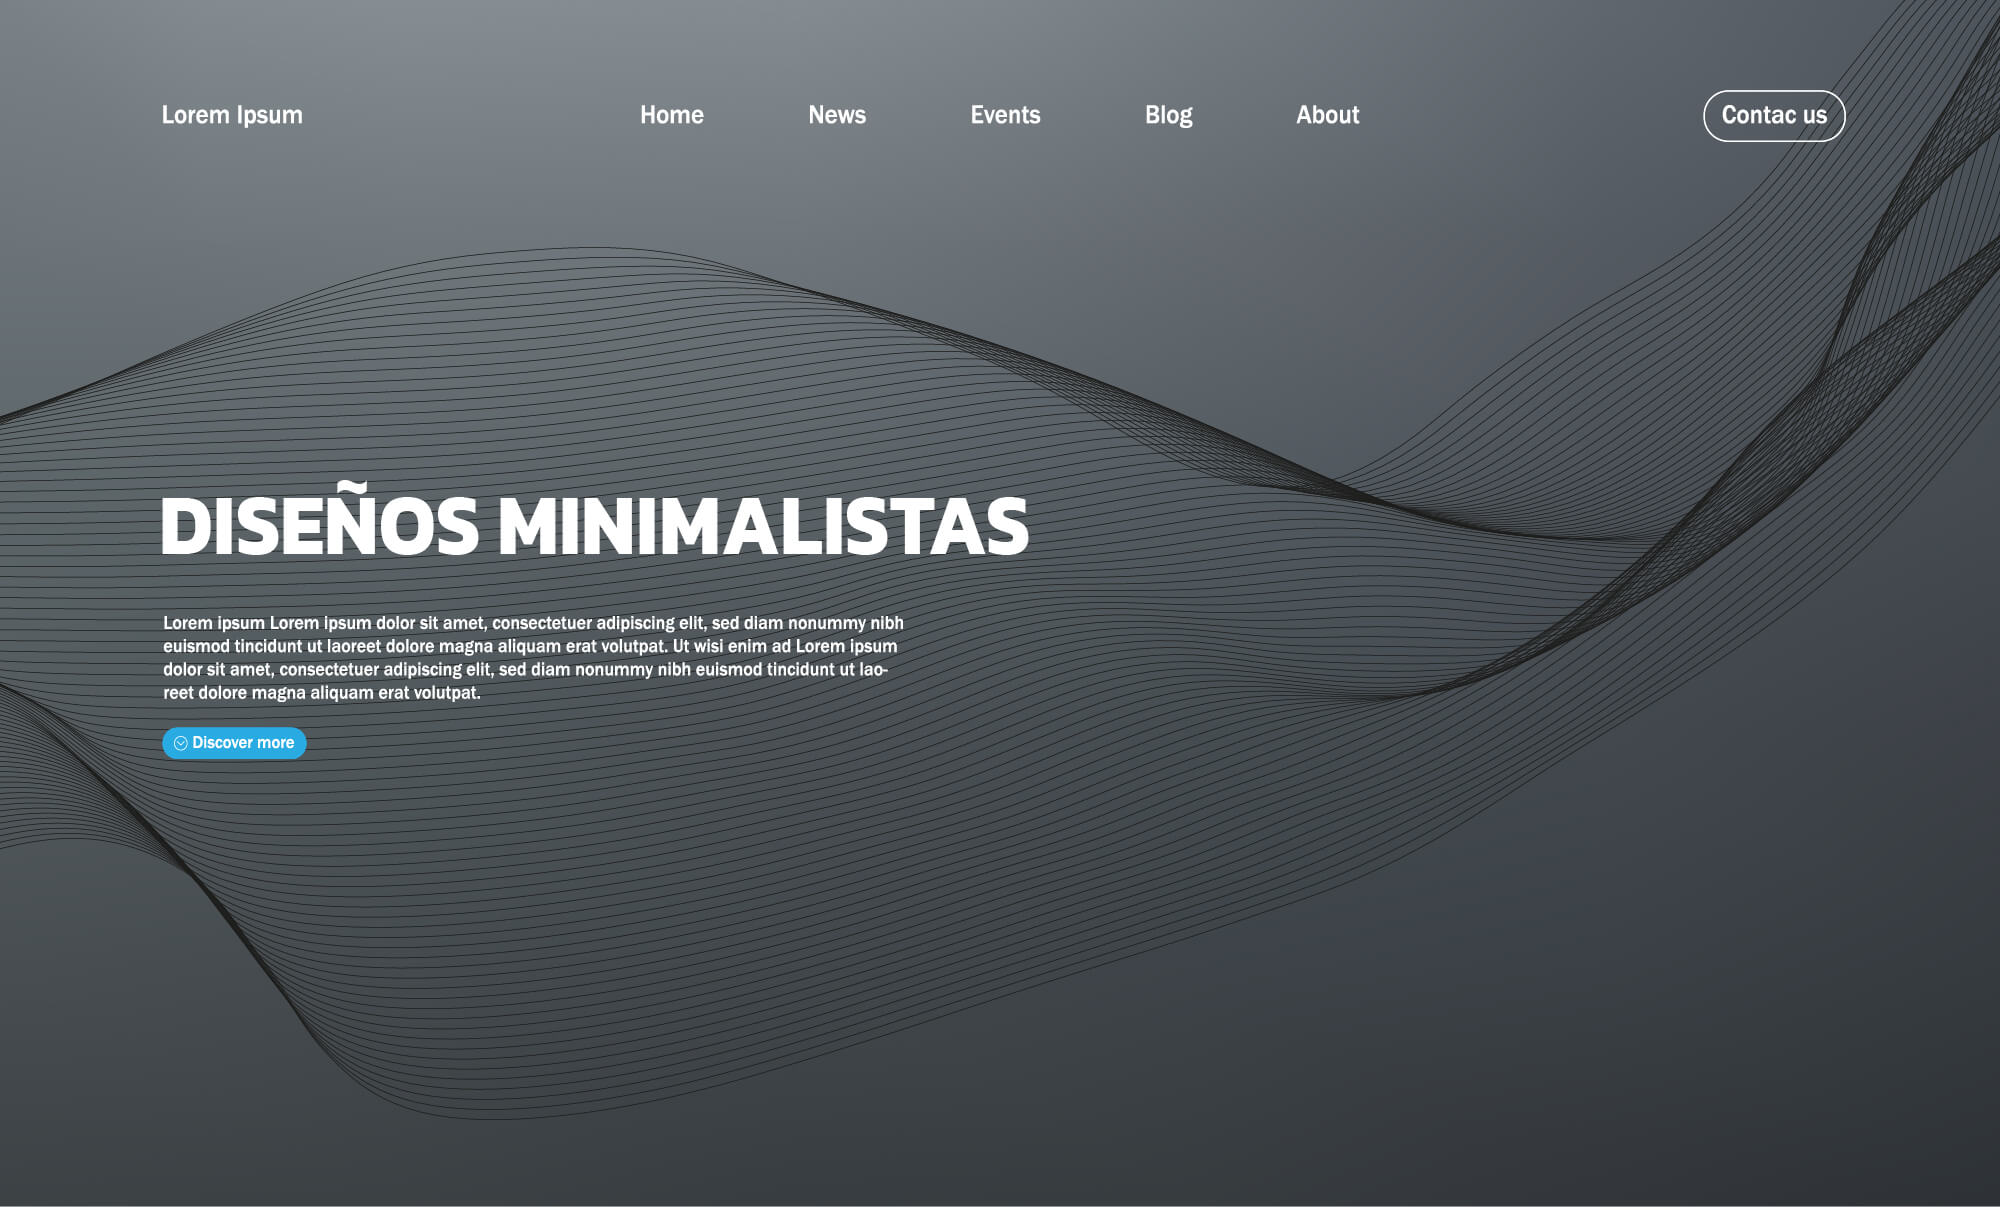 Lorem Ipsum
Home News Events Blog About
Contac us
DISEÑOS MINIMALISTAS
Lorem ipsum Lorem ipsum dolor sit amet, consectetuer adipiscing elit, sed diam nonummy nibh
euismod tincidunt ut laoreet dolore magna aliquam erat volutpat. Ut wisi enim ad Lorem ipsum
dolor sit amet, consectetuer adipiscing elit, sed diam nonummy nibh euismod tincidunt ut lao-
reet dolore magna aliquam erat volutpat.
Discover more